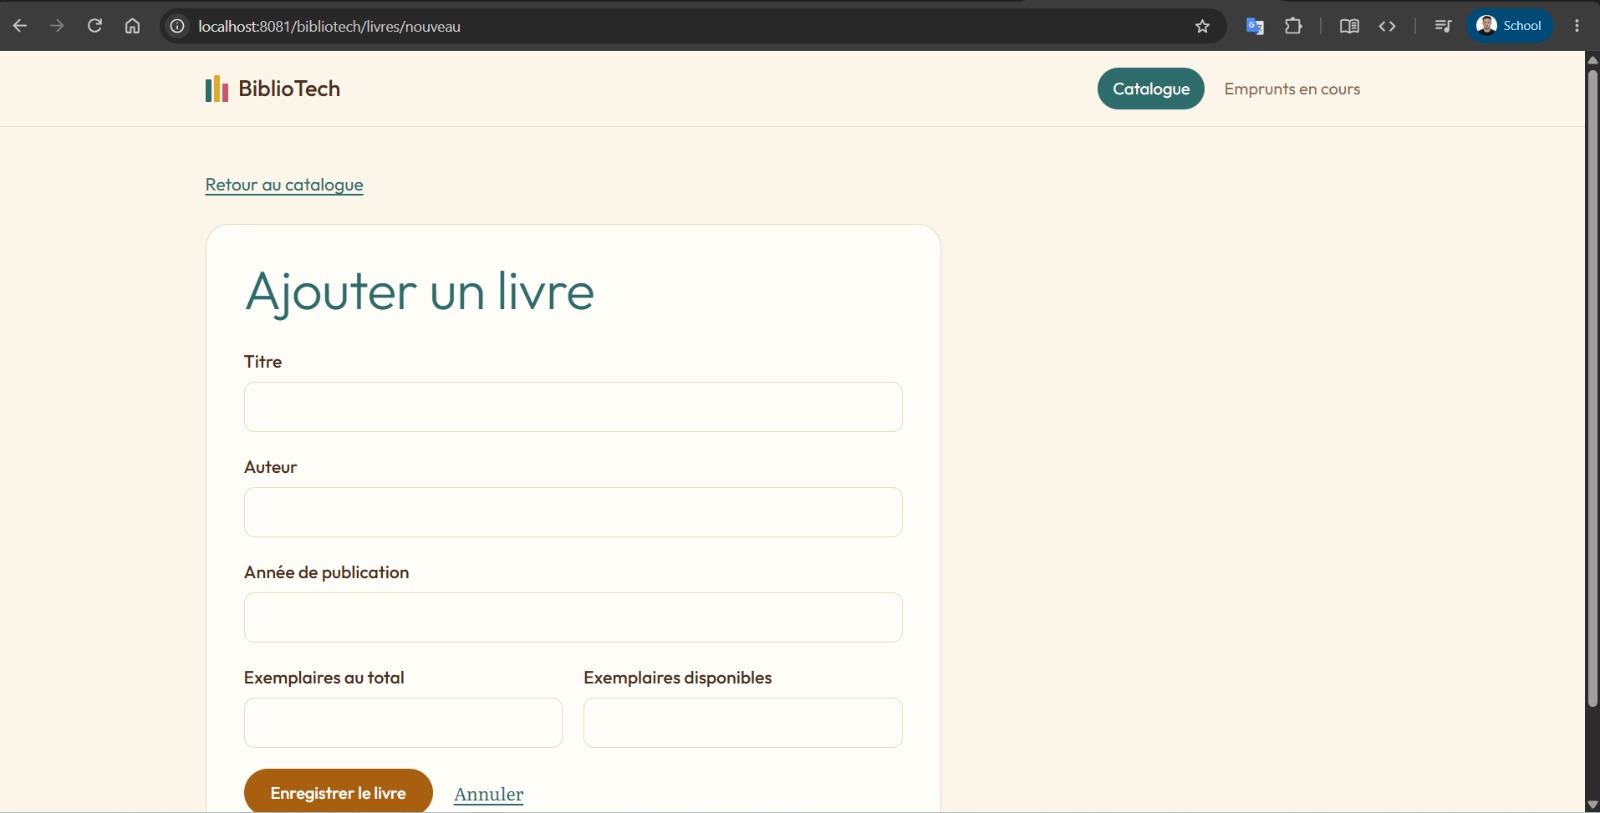 localhost:8081/bibliotech/livres/nouveau
School
BiblioTech
Catalogue
Emprunts en cours
Retour au catalogue
Ajouter un livre
Titre
Auteur
Année de publication
Exemplaires au total
Exemplaires disponibles
Enregistrer le livre
Annuler